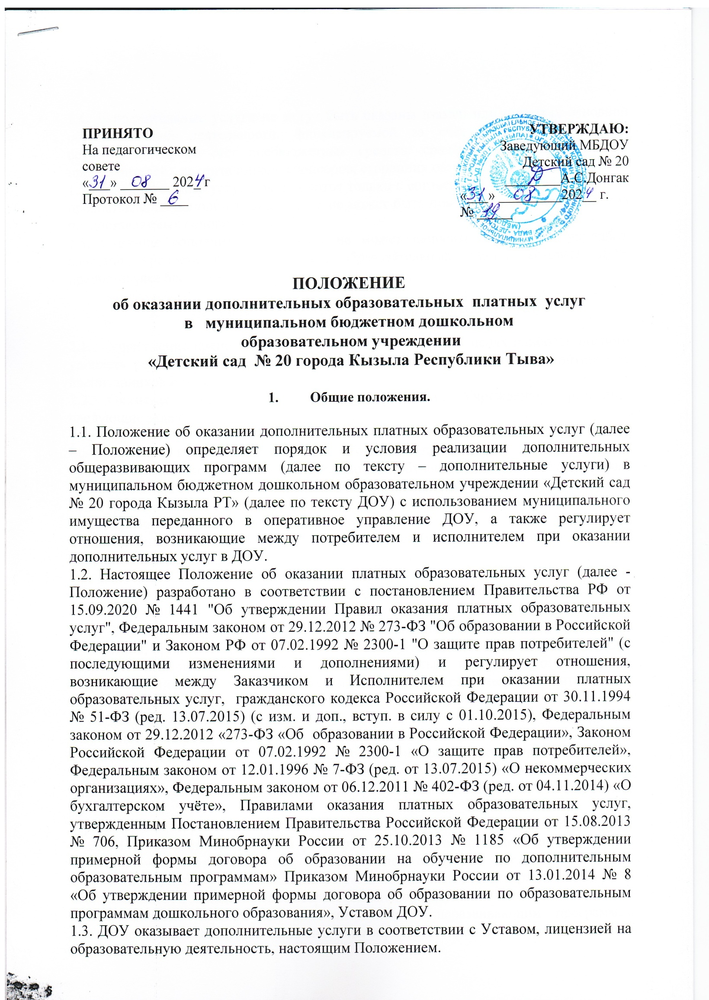 ПРИНЯТО
На педагогическом
совете
«31» 08 2024 г
Протокол № 6
УТВЕРЖДАЮ:
Заведующий МБДОУ
Детский сад № 20
А.С.Донгак
«31» 08 2024 г.
№ 19
ПОЛОЖЕНИЕ
об оказании дополнительных образовательных платных услуг
в муниципальном бюджетном дошкольном
образовательном учреждении
«Детский сад № 20 города Кызыла Республики Тыва»
1. Общие положения.
1.1. Положение об оказании дополнительных платных образовательных услуг (далее
– Положение) определяет порядок и условия реализации дополнительных
общеразвивающих программ (далее по тексту – дополнительные услуги) в
муниципальном бюджетном дошкольном образовательном учреждении «Детский сад
№ 20 города Кызыла РТ» (далее по тексту ДОУ) с использованием муниципального
имущества переданного в оперативное управление ДОУ, а также регулирует
отношения, возникающие между потребителем и исполнителем при оказании
дополнительных услуг в ДОУ.
1.2. Настоящее Положение об оказании платных образовательных услуг (далее -
Положение) разработано в соответствии с постановлением Правительства РФ от
15.09.2020 № 1441 "Об утверждении Правил оказания платных образовательных
услуг", Федеральным законом от 29.12.2012 № 273-ФЗ "Об образовании в Российской
Федерации" и Законом РФ от 07.02.1992 № 2300-1 "О защите прав потребителей" (с
последующими изменениями и дополнениями) и регулирует отношения,
возникающие между Заказчиком и Исполнителем при оказании платных
образовательных услуг, гражданского кодекса Российской Федерации от 30.11.1994
№ 51-ФЗ (ред. 13.07.2015) (с изм. и доп., вступ. в силу с 01.10.2015), Федеральным
законом от 29.12.2012 «273-ФЗ «Об образовании в Российской Федерации», Законом
Российской Федерации от 07.02.1992 № 2300-1 «О защите прав потребителей»,
Федеральным законом от 12.01.1996 № 7-ФЗ (ред. от 13.07.2015) «О некоммерческих
организациях», Федеральным законом от 06.12.2011 № 402-ФЗ (ред. от 04.11.2014) «О
бухгалтерском учёте», Правилами оказания платных образовательных услуг,
утвержденным Постановлением Правительства Российской Федерации от 15.08.2013
№ 706, Приказом Минобрнауки России от 25.10.2013 № 1185 «Об утверждении
примерной формы договора об образовании на обучение по дополнительным
образовательным программам» Приказом Минобрнауки России от 13.01.2014 № 8
«Об утверждении примерной формы договора об образовании по образовательным
программам дошкольного образования», Уставом ДОУ.
1.3. ДОУ оказывает дополнительные услуги в соответствии с Уставом, лицензией на
образовательную деятельность, настоящим Положением.